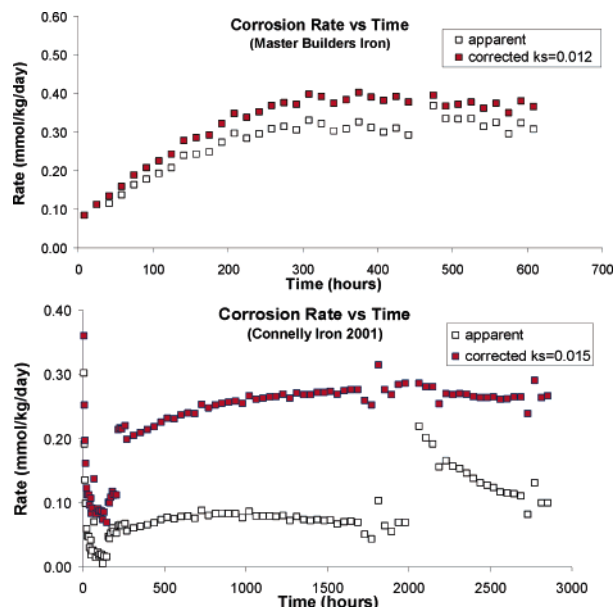 Corrosion Rate vs Time
(Master Builders Iron)
apparent
corrected ks=0.012
Rate (mmol/kg/day)
0.60
0.50
0.40
0.30
0.20
0.10
0.00
0 100 200 300 400 500 600 700
Time (hours)
Corrosion Rate vs Time
(Connelly Iron 2001)
apparent
corrected ks=0.015
Rate (mmol/kg/day)
0.40
0.30
0.20
0.10
0.00
0 500 1000 1500 2000 2500 3000
Time (hours)